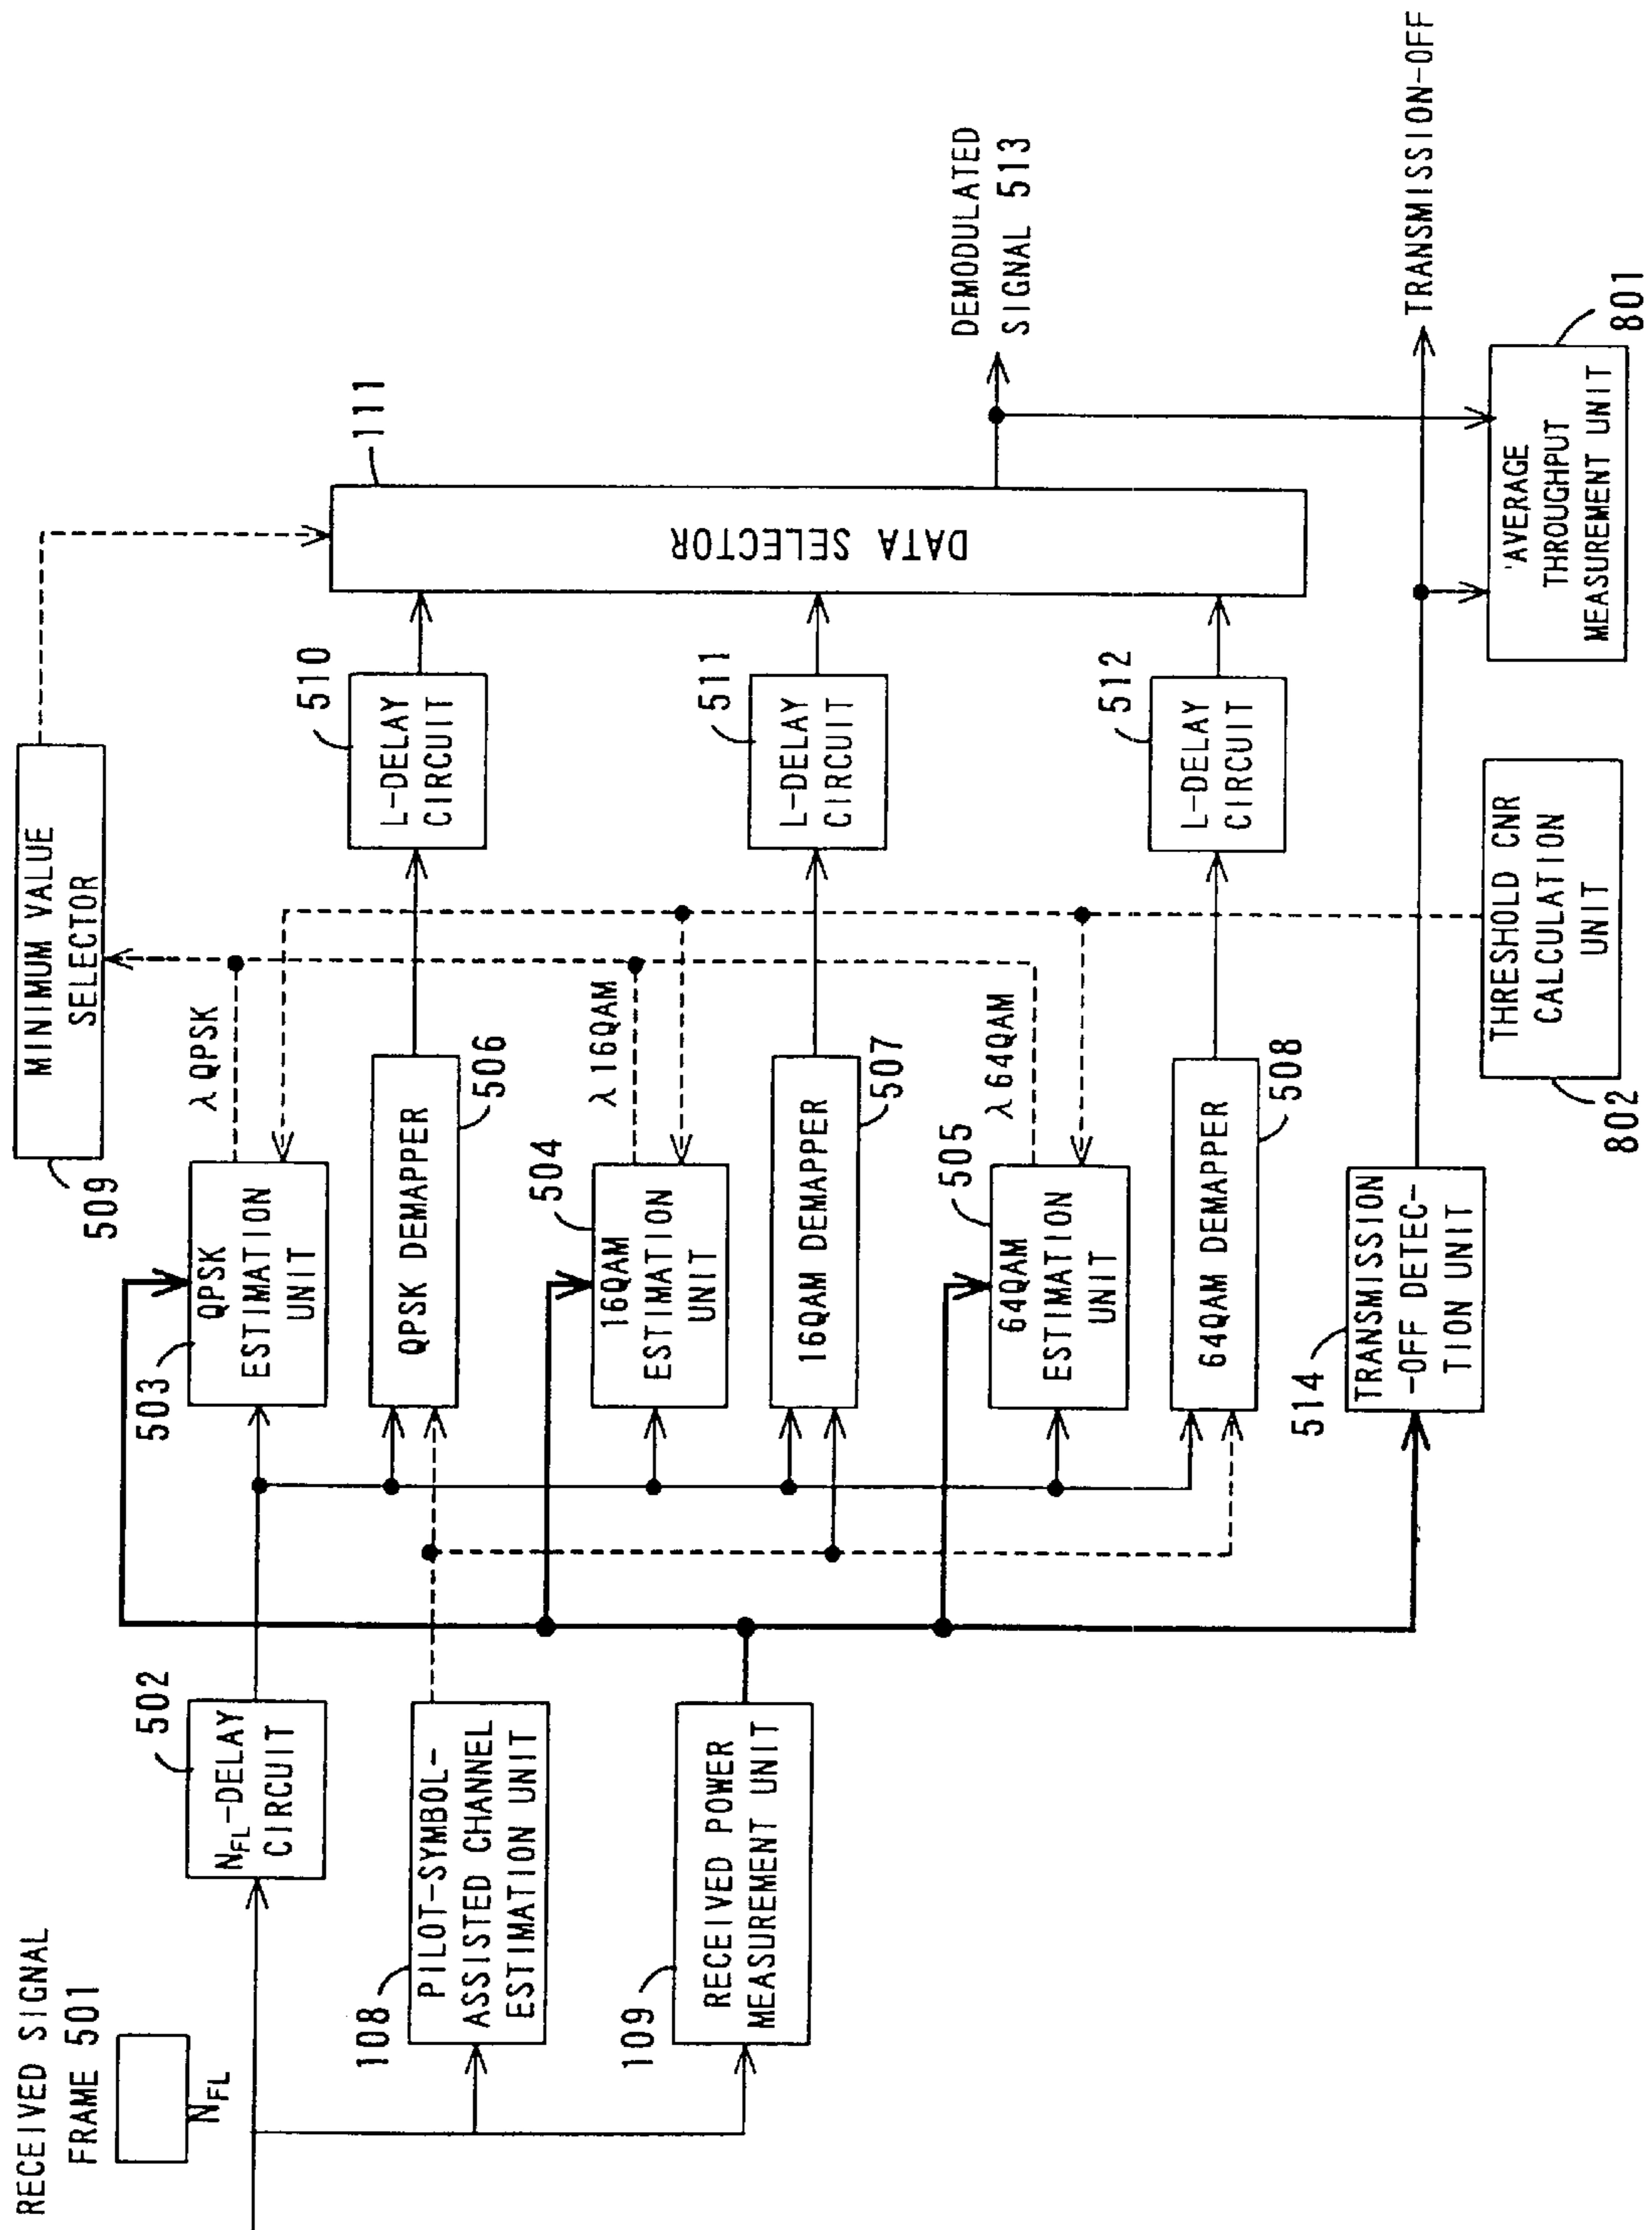 RECEIVED SIGNAL
FRAME 501
NFL
502
NFL-DELAY
CIRCUIT
108
PILOT-SYMBOL-
ASSISTED CHANNEL
ESTIMATION UNIT
109
RECEIVED POWER
MEASUREMENT UNIT
503
QPSK
ESTIMATION
UNIT
λ QPSK
509
MINIMUM VALUE
SELECTOR
QPSK DEMAPPER
506
504
16QAM
ESTIMATION
UNIT
λ 16QAM
16QAM DEMAPPER
507
505
64QAM
ESTIMATION
UNIT
λ 64QAM
64QAM DEMAPPER
508
514
TRANSMISSION
-OFF DETEC-
TION UNIT
510
L-DELAY
CIRCUIT
511
L-DELAY
CIRCUIT
512
L-DELAY
CIRCUIT
802
THRESHOLD CNR
CALCULATION
UNIT
111
DATA SELECTOR
DEMODULATED
SIGNAL 513
TRANSMISSION-OFF
AVERAGE
THROUGHPUT
MEASUREMENT UNIT
801